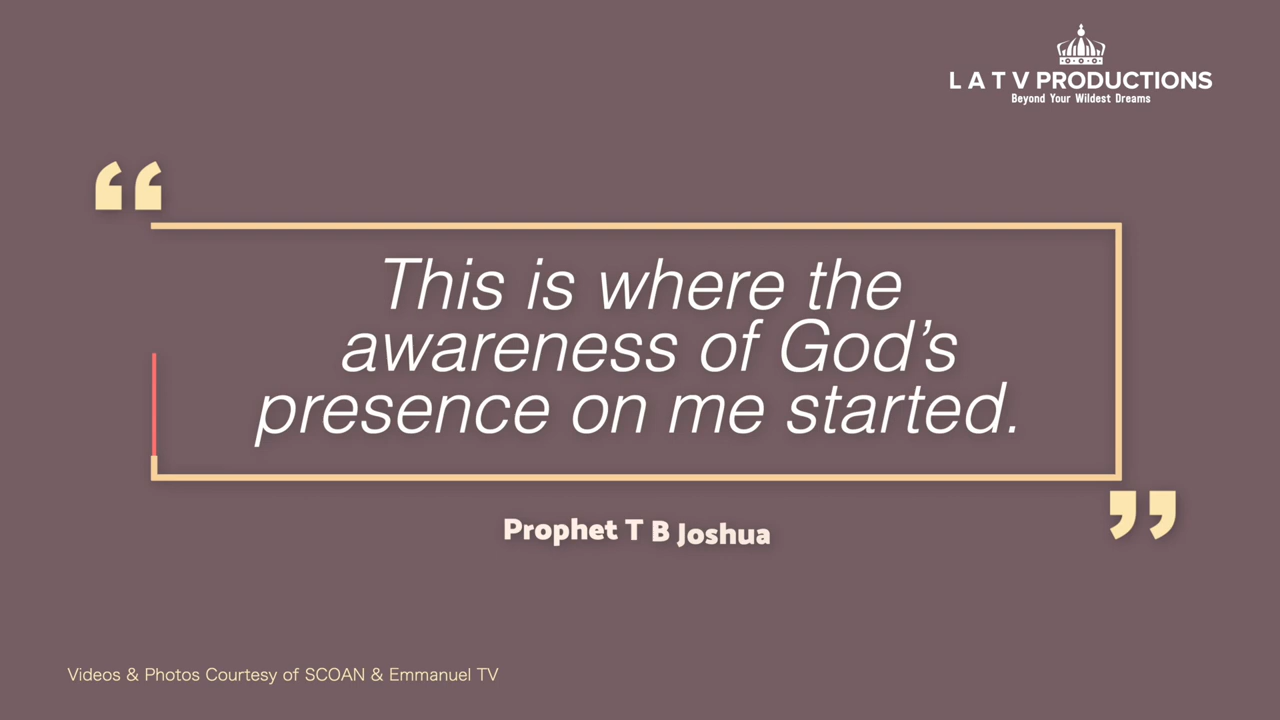 L A T V PRODUCTIONS
Beyond Your Wildest Dreams
“
This is where the
awareness of God’s
presence on me started.
”
Prophet T B Joshua
Videos & Photos Courtesy of SCOAN & Emmanuel TV